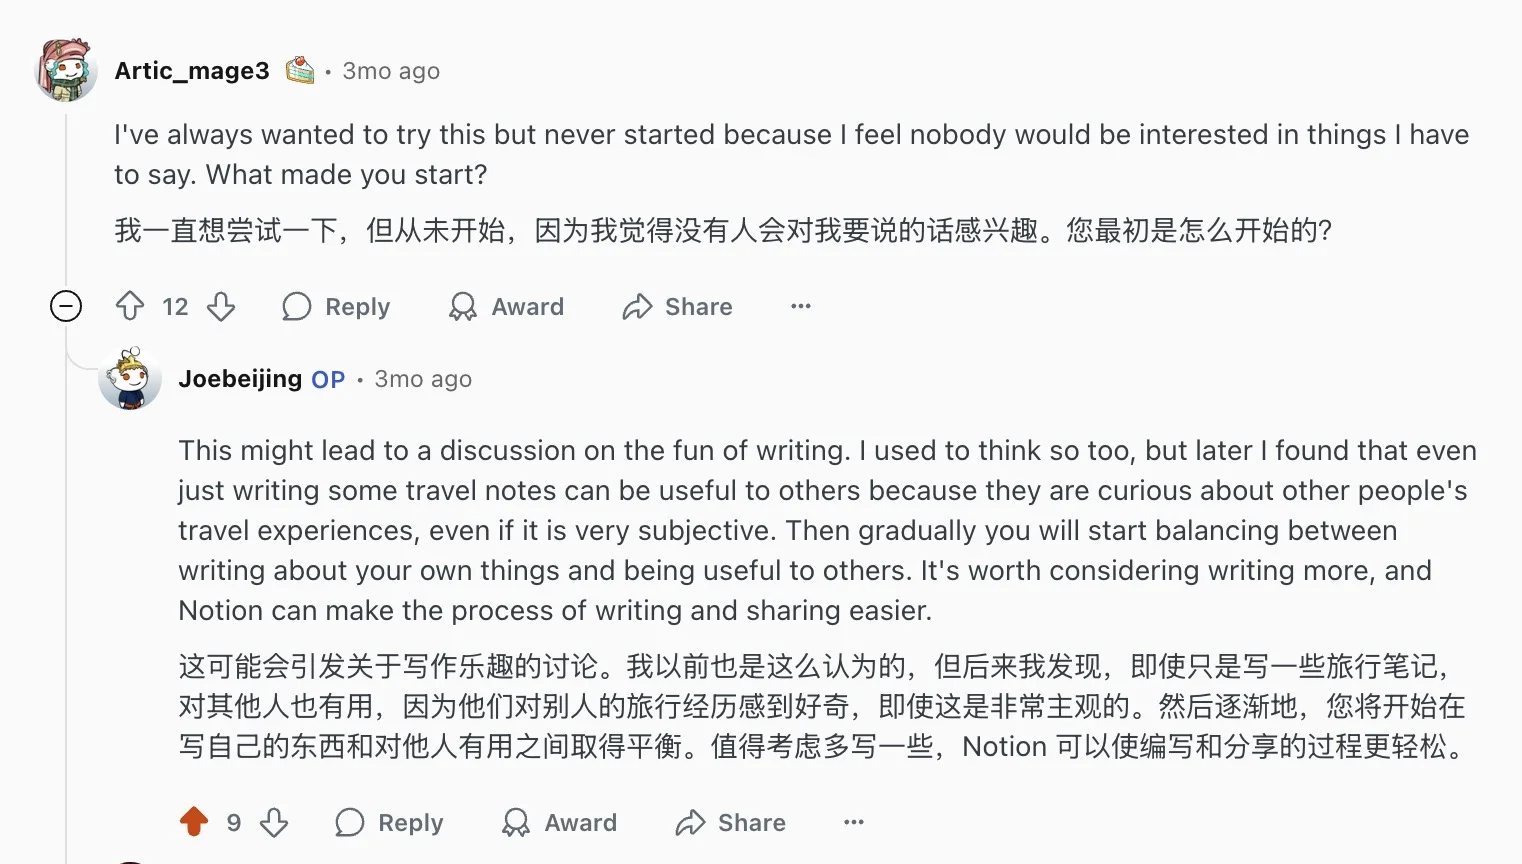 Artic_mage3 · 3mo ago
I've always wanted to try this but never started because I feel nobody would be interested in things I have
to say. What made you start?
我一直想尝试一下，但从未开始，因为我觉得没有人会对我要说的话感兴趣。您最初是怎么开始的?
12 Reply Award Share ···
Joebeijing OP · 3mo ago
This might lead to a discussion on the fun of writing. I used to think so too, but later I found that even
just writing some travel notes can be useful to others because they are curious about other people's
travel experiences, even if it is very subjective. Then gradually you will start balancing between
writing about your own things and being useful to others. It's worth considering writing more, and
Notion can make the process of writing and sharing easier.
这可能会引发关于写作乐趣的讨论。我以前也是这么认为的，但后来我发现，即使只是写一些旅行笔记，
对其他人也有用，因为他们对别人的旅行经历感到好奇，即使这是非常主观的。然后逐渐地，您将开始在
写自己的东西和对他人有用之间取得平衡。值得考虑多写一些，Notion 可以使编写和分享的过程更轻松。
9 Reply Award Share ···